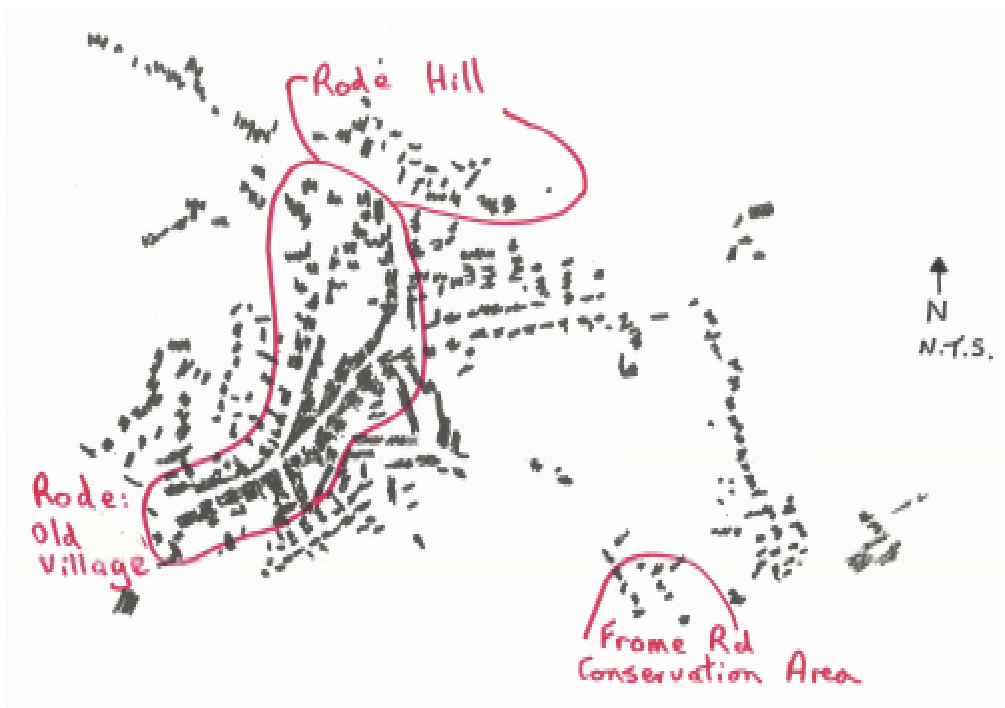 Rode Hill
N
N.T.S.
Rode:
Old
Village
Frome Rd
Conservation Area